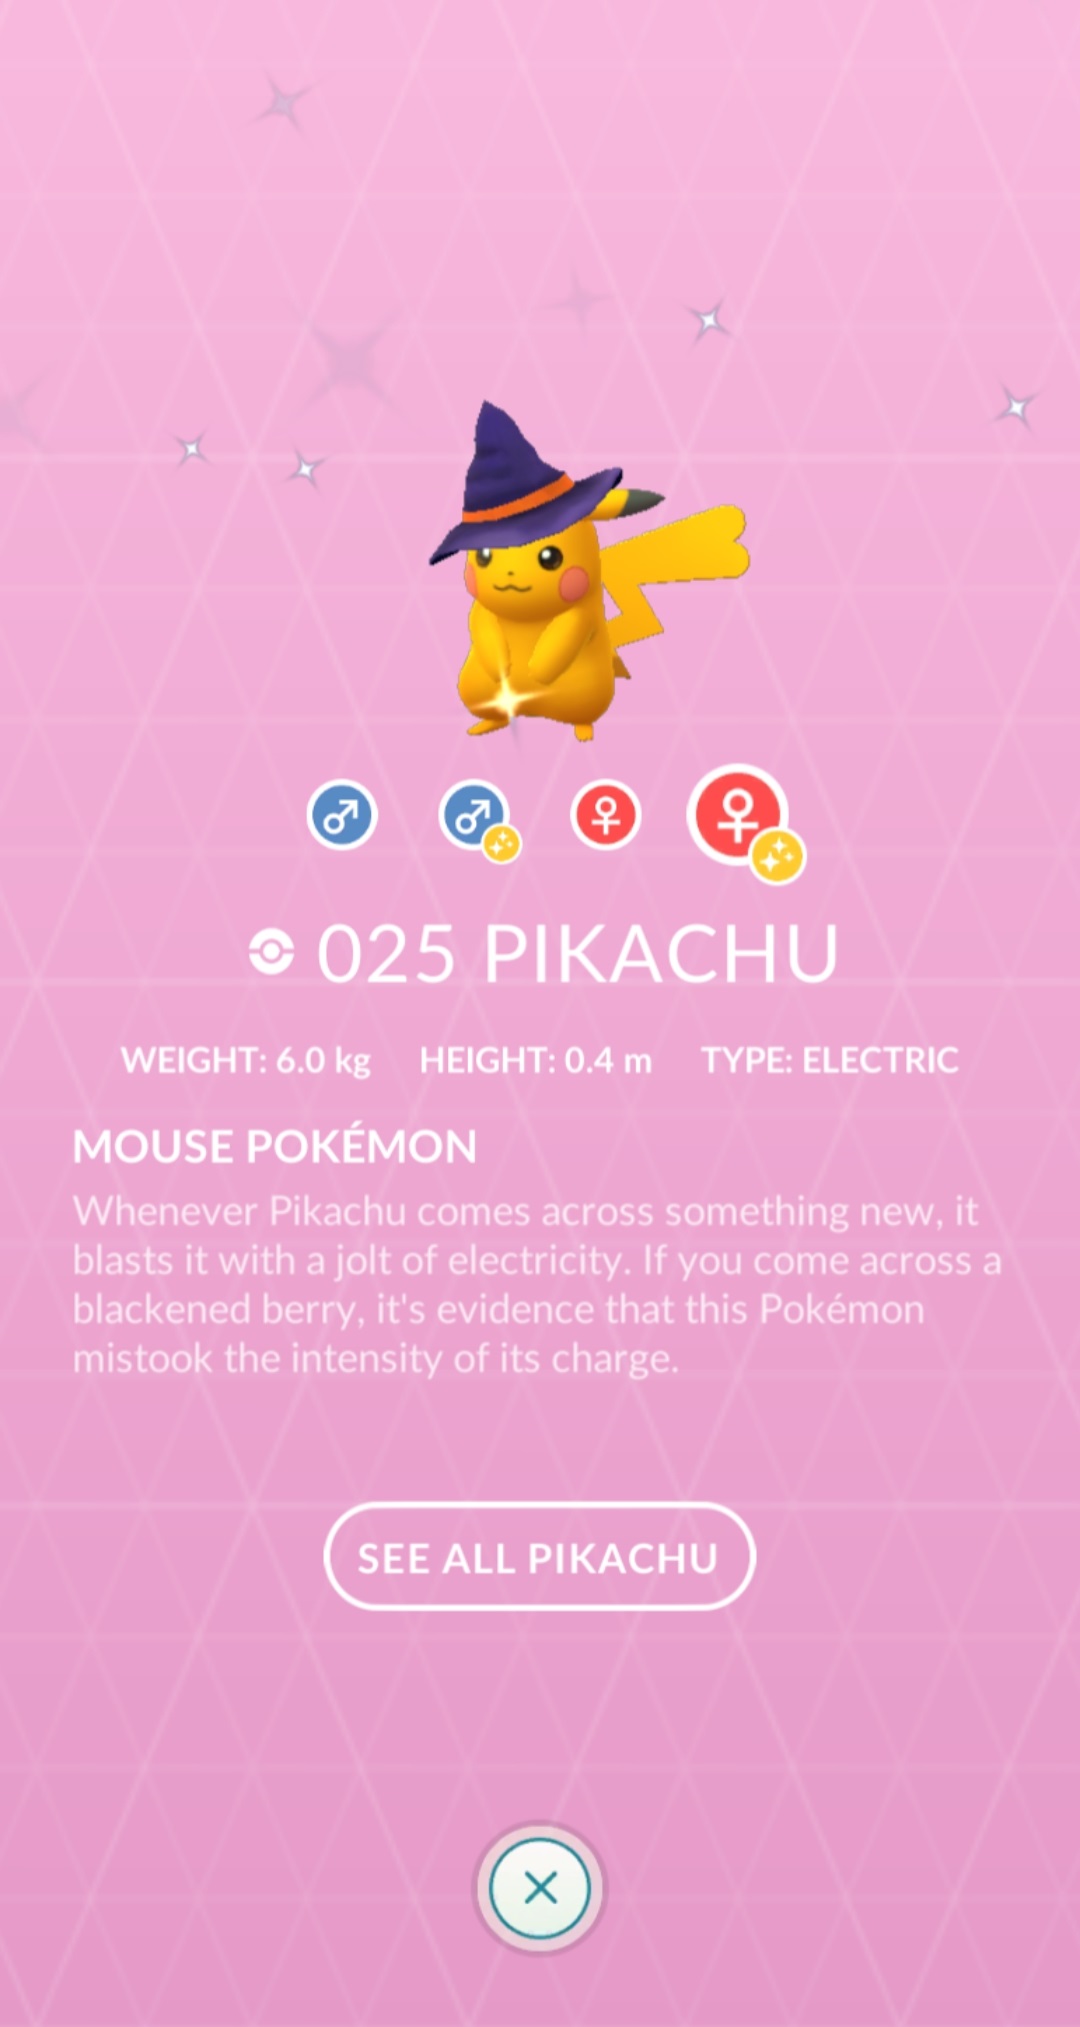 025 PIKACHU
WEIGHT: 6.0 kg HEIGHT: 0.4 m TYPE: ELECTRIC
MOUSE POKÉMON
Whenever Pikachu comes across something new, it
blasts it with a jolt of electricity. If you come across a
blackened berry, it's evidence that this Pokémon
mistook the intensity of its charge.
SEE ALL PIKACHU